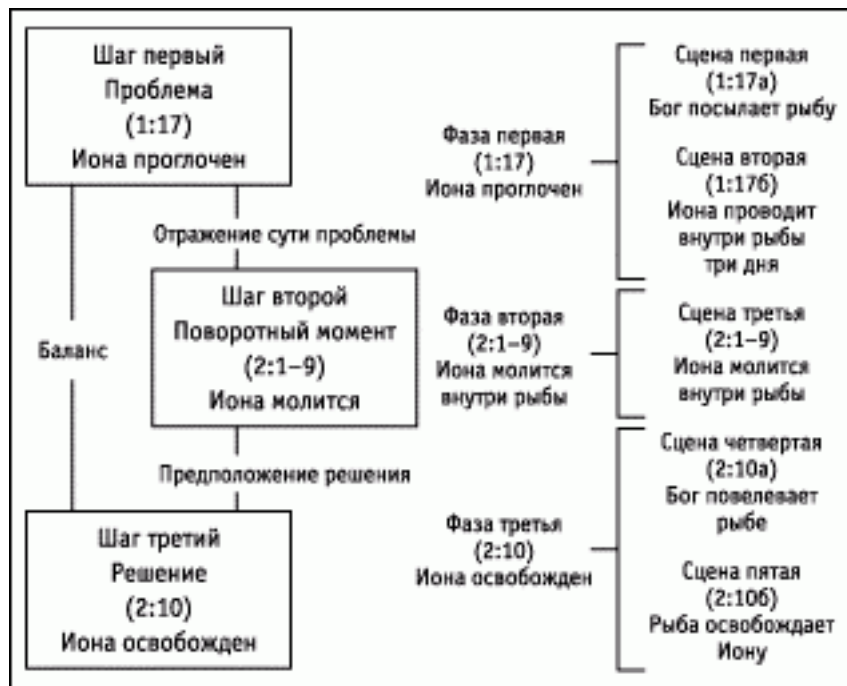 Шаг первый
Проблема
(1:17)
Иона проглочен
Отражение сути проблемы
Шаг второй
Поворотный момент
(2:1–9)
Иона молится
Баланс
Предположение решения
Шаг третий
Решение
(2:10)
Иона освобожден
Фаза первая
(1:17)
Иона проглочен
Сцена первая
(1:17а)
Бог посылает рыбу
Сцена вторая
(1:17б)
Иона проводит
внутри рыбы
три дня
Фаза вторая
(2:1–9)
Иона молится
внутри рыбы
Сцена третья
(2:1–9)
Иона молится
внутри рыбы
Фаза третья
(2:10)
Иона освобожден
Сцена четвертая
(2:10а)
Бог повелевает
рыбе
Сцена пятая
(2:10б)
Рыба освобождает
Иону